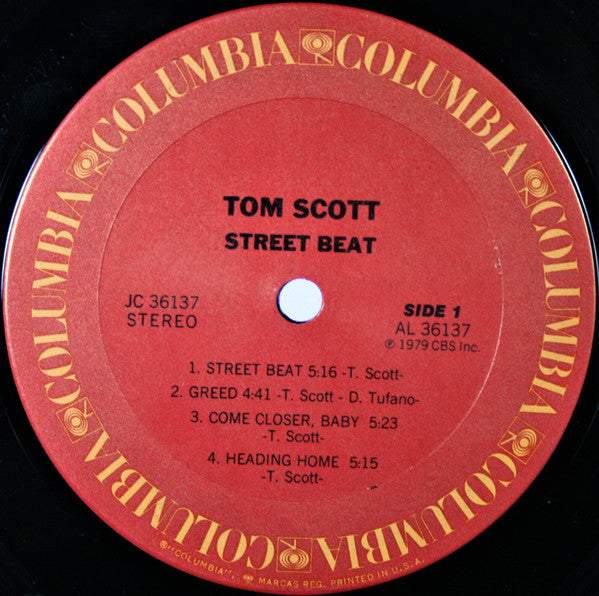 COLUMBIA COLUMBIA COLUMBIA COLUMBIA COLUMBIA COLUMBIA
TOM SCOTT
STREET BEAT
JC 36137
STEREO
SIDE 1
AL 36137
℗ 1979 CBS Inc.
1. STREET BEAT 5:16 -T. Scott-
2. GREED 4:41 -T. Scott - D. Tufano-
3. COME CLOSER, BABY 5:23
-T. Scott-
4. HEADING HOME 5:15
-T. Scott-
®"COLUMBIA", MARCAS REG. PRINTED IN U.S.A.